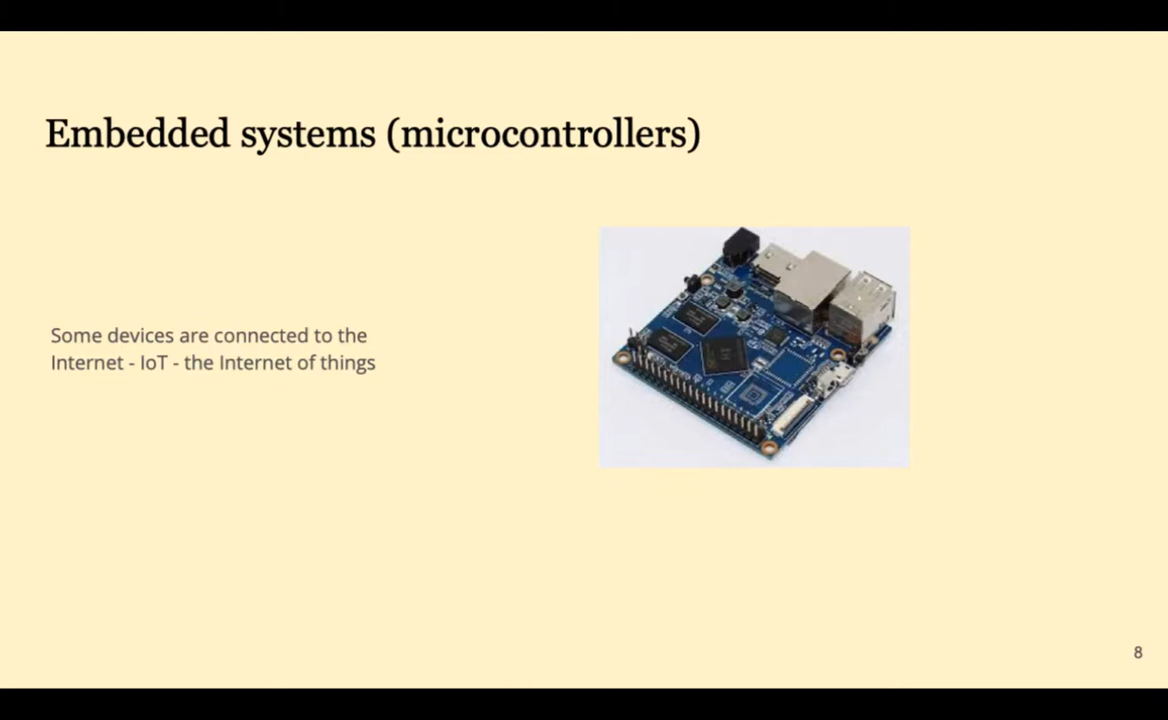 Embedded systems (microcontrollers)
Some devices are connected to the
Internet - IoT - the Internet of things
8